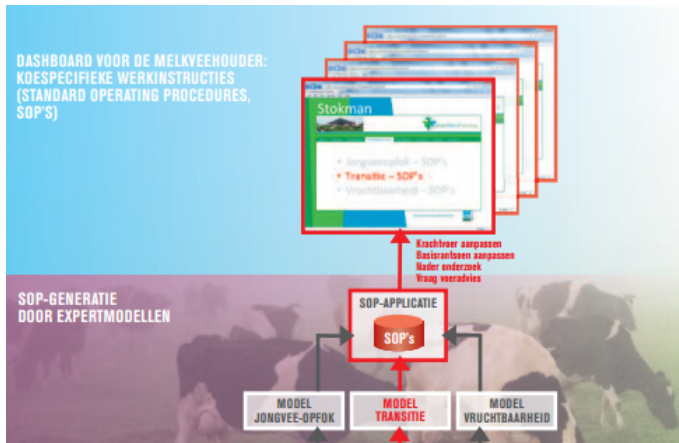 DASHBOARD VOOR DE MELKVEEHOUDER:
KOESPECIFIEKE WERKINSTRUCTIES
(STANDARD OPERATING PROCEDURES,
SOP'S)
Stokman
• Jongveeopfok – SOP's
• Transitie – SOP's
• Vruchtbaarheid – SOP's
Krachtvoer aanpassen
Basisrantsoen aanpassen
Nader onderzoek
Vraag voeradvies
SOP-GENERATIE
DOOR EXPERTMODELLEN
SOP-APPLICATIE
SOP's
MODEL
JONGVEE-OPFOK
MODEL
TRANSITIE
MODEL
VRUCHTBAARHEID